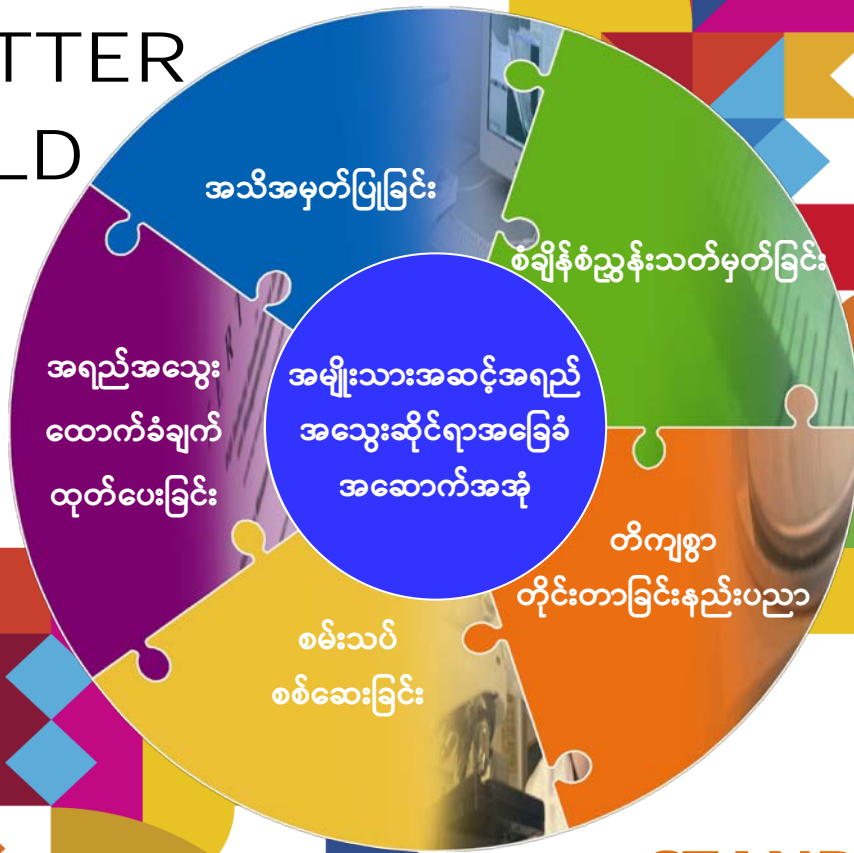 TTER
LD
အသိအမှတ်ပြုခြင်း
စံချိန်စံညွှန်းသတ်မှတ်ခြင်း
အရည်အသွေး
ထောက်ခံချက်
ထုတ်ပေးခြင်း
အမျိုးသားအဆင့်အရည်
အသွေးဆိုင်ရာအခြေခံ
အဆောက်အအုံ
တိကျစွာ
တိုင်းတာခြင်းနည်းပညာ
စမ်းသပ်
စစ်ဆေးခြင်း